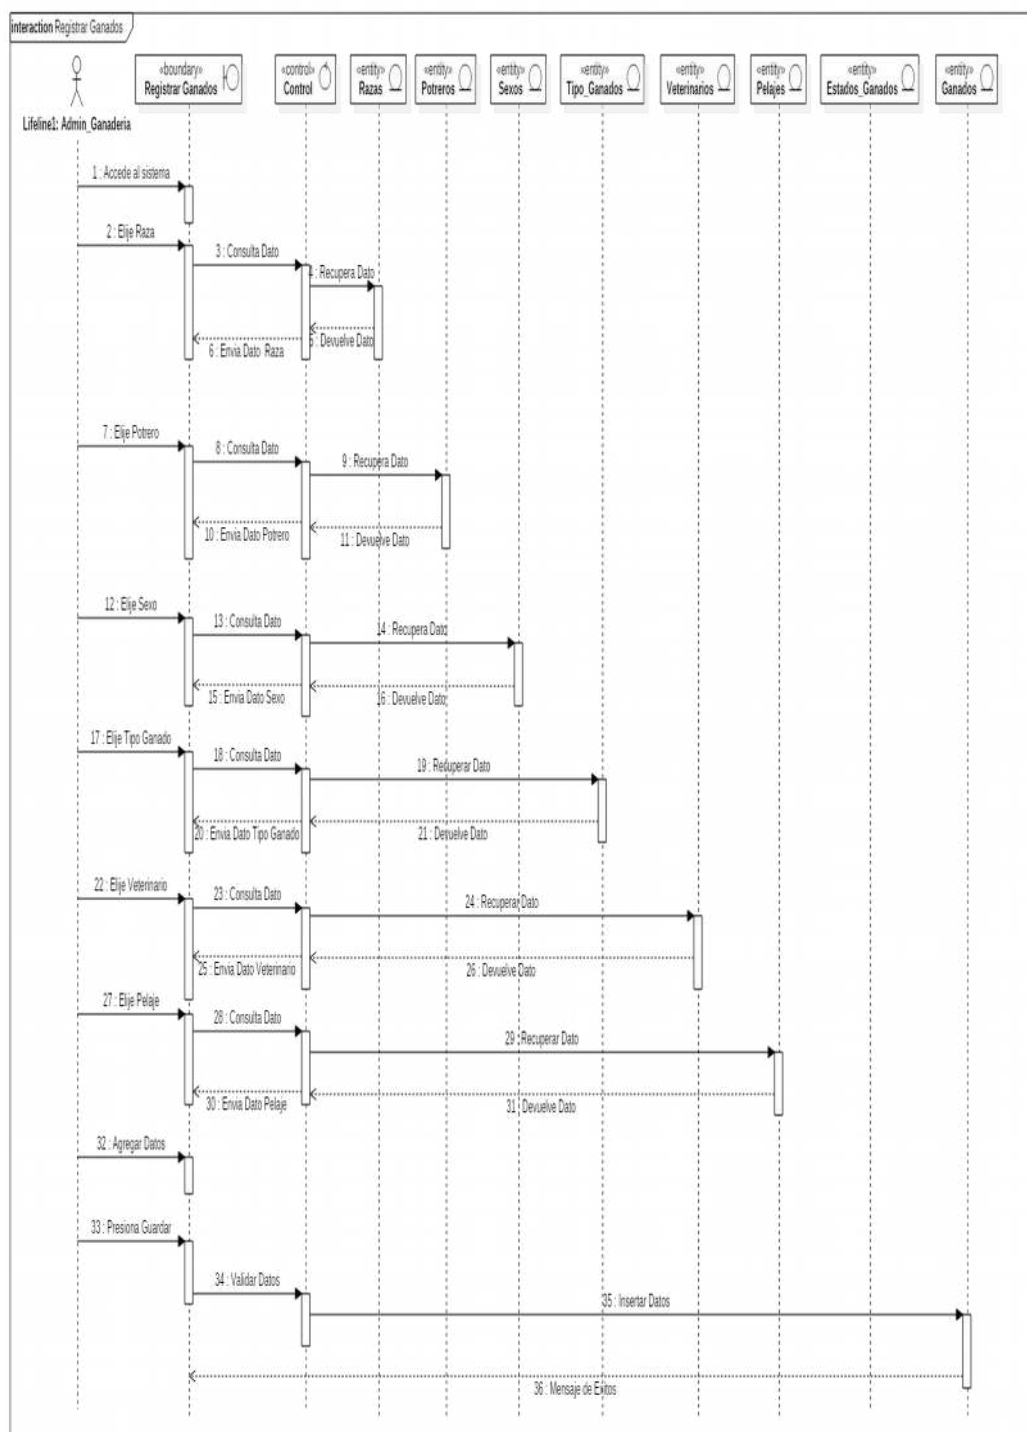 interaction Registrar Ganados
«boundary»
Registrar Ganados
«control»
Control
«entity»
Razas
«entity»
Potreros
«entity»
Sexos
«entity»
Tipo_Ganados
«entity»
Veterinarios
«entity»
Pelajes
«entity»
Estados_Ganados
«entity»
Ganados
Lifeline1: Admin_Ganaderia
1 : Accede al sistema
2 : Elije Raza
3 : Consulta Dato
4 : Recupera Dato
5 : Devuelve Dato
6 : Envia Dato Raza
7 : Elije Potrero
8 : Consulta Dato
9 : Recupera Dato
10 : Envia Dato Potrero
11 : Devuelve Dato
12 : Elije Sexo
13 : Consulta Dato
14 : Recupera Dato
15 : Envia Dato Sexo
16 : Devuelve Dato
17 : Elije Tipo Ganado
18 : Consulta Dato
19 : Recuperar Dato
20 : Envia Dato Tipo Ganado
21 : Devuelve Dato
22 : Elije Veterinario
23 : Consulta Dato
24 : Recuperar Dato
25 : Envia Dato Veterinario
26 : Devuelve Dato
27 : Elije Pelaje
28 : Consulta Dato
29 : Recuperar Dato
30 : Envia Dato Pelaje
31 : Devuelve Dato
32 : Agregar Datos
33 : Presiona Guardar
34 : Validar Datos
35 : Insertar Datos
36 : Mensaje de Exitos